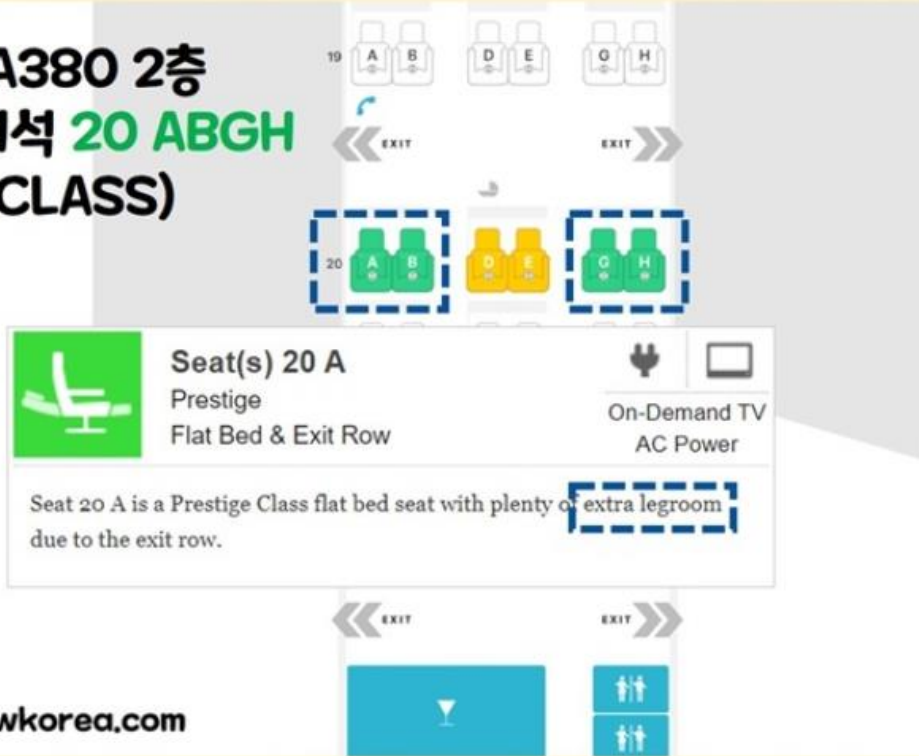 A380 2층
석 20 ABGH
CLASS)
19 A B D E G H
EXIT EXIT
20 A B D E G H
Seat(s) 20 A
Prestige
Flat Bed & Exit Row
On-Demand TV
AC Power
Seat 20 A is a Prestige Class flat bed seat with plenty of extra legroom
due to the exit row.
EXIT EXIT
wkorea.com